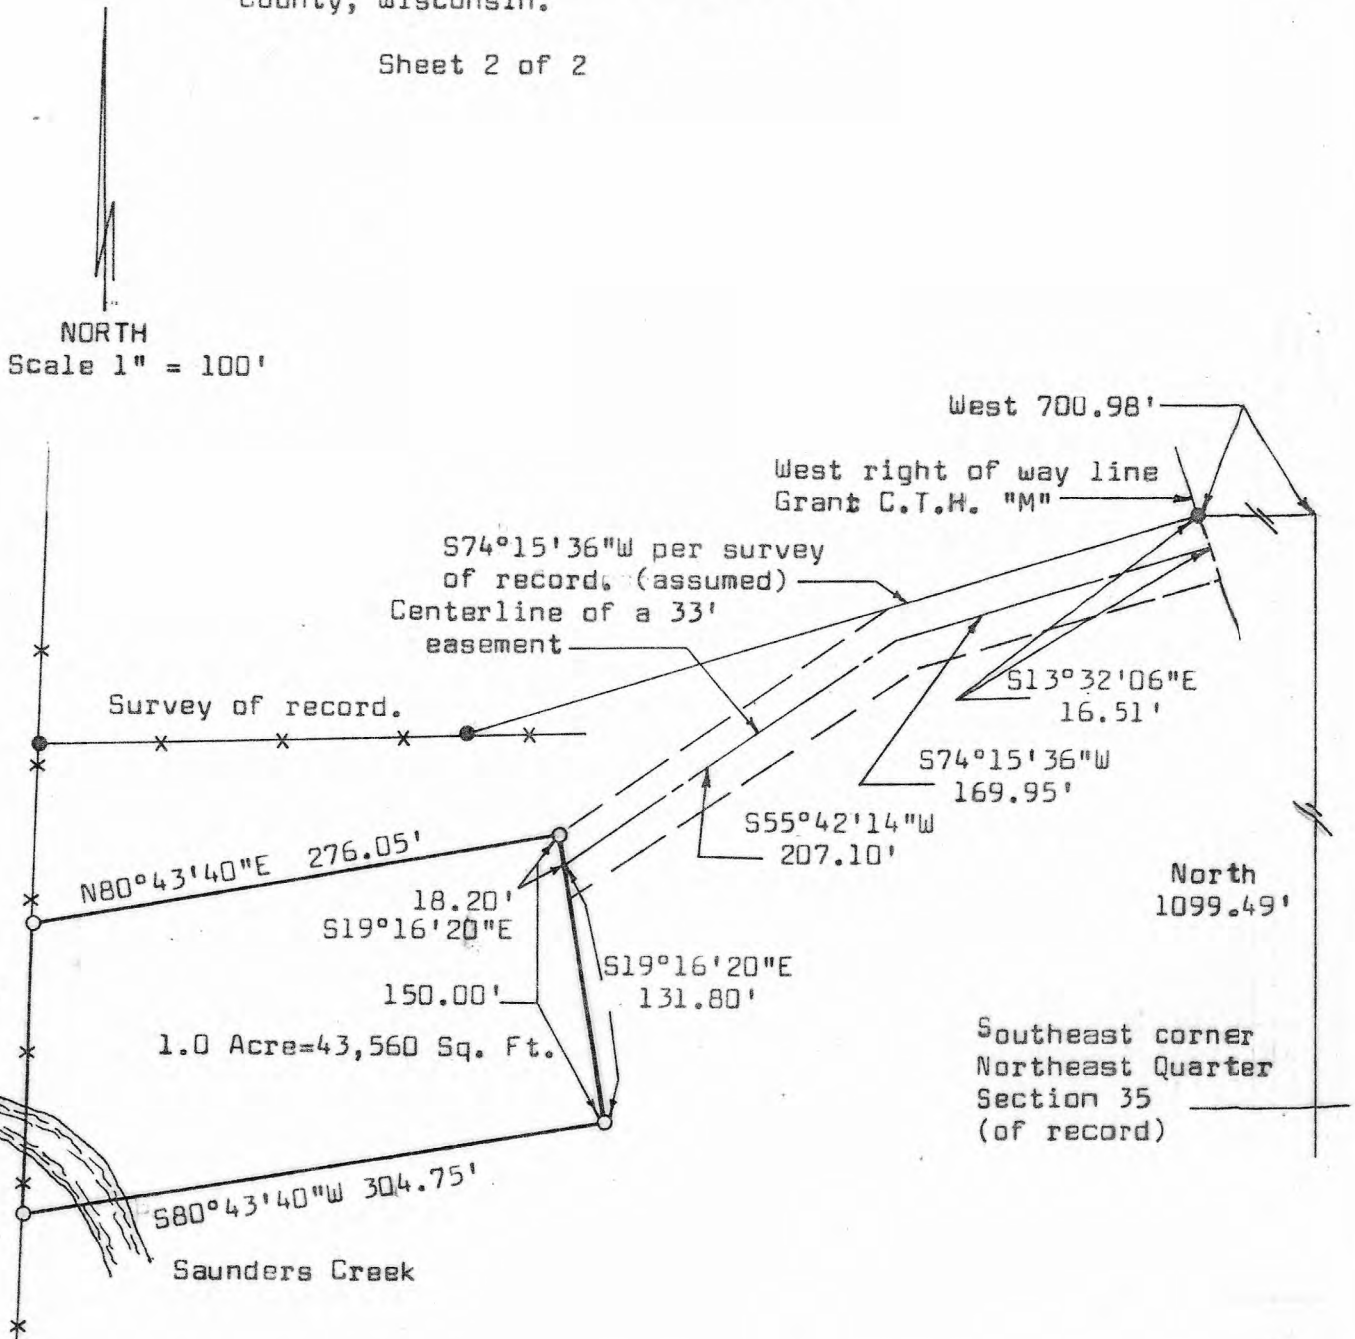 County, Wisconsin.
Sheet 2 of 2
NORTH
Scale 1" = 100'
West 700.98'
West right of way line
Grant C.T.H. "M"
S74°15'36"W per survey
of record. (assumed)
Centerline of a 33'
easement
S13°32'06"E
16.51'
Survey of record.
S74°15'36"W
169.95'
S55°42'14"W
207.10'
N80°43'40"E 276.05'
North
1099.49'
18.20'
S19°16'20"E
S19°16'20"E
131.80'
150.00'
1.0 Acre=43,560 Sq. Ft.
Southeast corner
Northeast Quarter
Section 35
(of record)
S80°43'40"W 304.75'
Saunders Creek